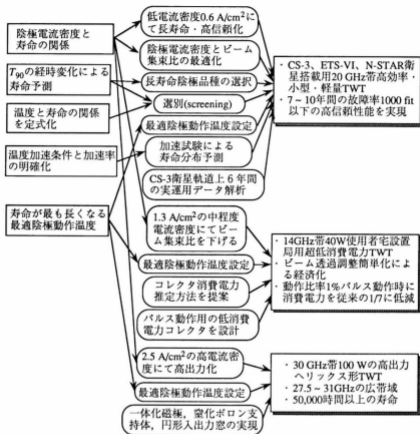 陰極電流密度と
寿命の関係
T90の経時変化による
寿命予測
温度と寿命の関係
を定式化
温度加速条件と加速率
の明確化
寿命が最も長くなる
最適陰極動作温度
低電流密度0.6 A/cm²に
て長寿命・高信頼化
陰極電流密度とビーム
集束比の最適化
長寿命陰極品種の選択
選別(screening)
最適陰極動作温度設定
加速試験による
寿命分布予測
CS-3衛星軌道上6年間
の実運用データ解析
1.3 A/cm²の中程度
電流密度にてビー
ム集束比を下げる
最適陰極動作温度設定
コレクタ消費電力
推定方法を提案
パルス動作用の低消費
電力コレクタを設計
2.5 A/cm²の高電流密
度にて高出力化
最適陰極動作温度設定
一体化磁極，窒化ボロン支
持体，円形入出力窓の実現
・CS-3、ETS-VI、N-STAR衛
星搭載用20 GHz帯高効率・
小型・軽量TWT
・7～10年間の故障率1000 fit
以下の高信頼性能を実現
・14GHz帯40W使用者宅設置
局用超低消費電力TWT
・ビーム透過調整簡単化に
よる経済化
・動作比率1%パルス動作時に
消費電力を従来の1/7に低減
・30 GHz帯100 Wの高出力
ヘリックス形TWT
・27.5～31GHzの広帯域
・50,000時間以上の寿命